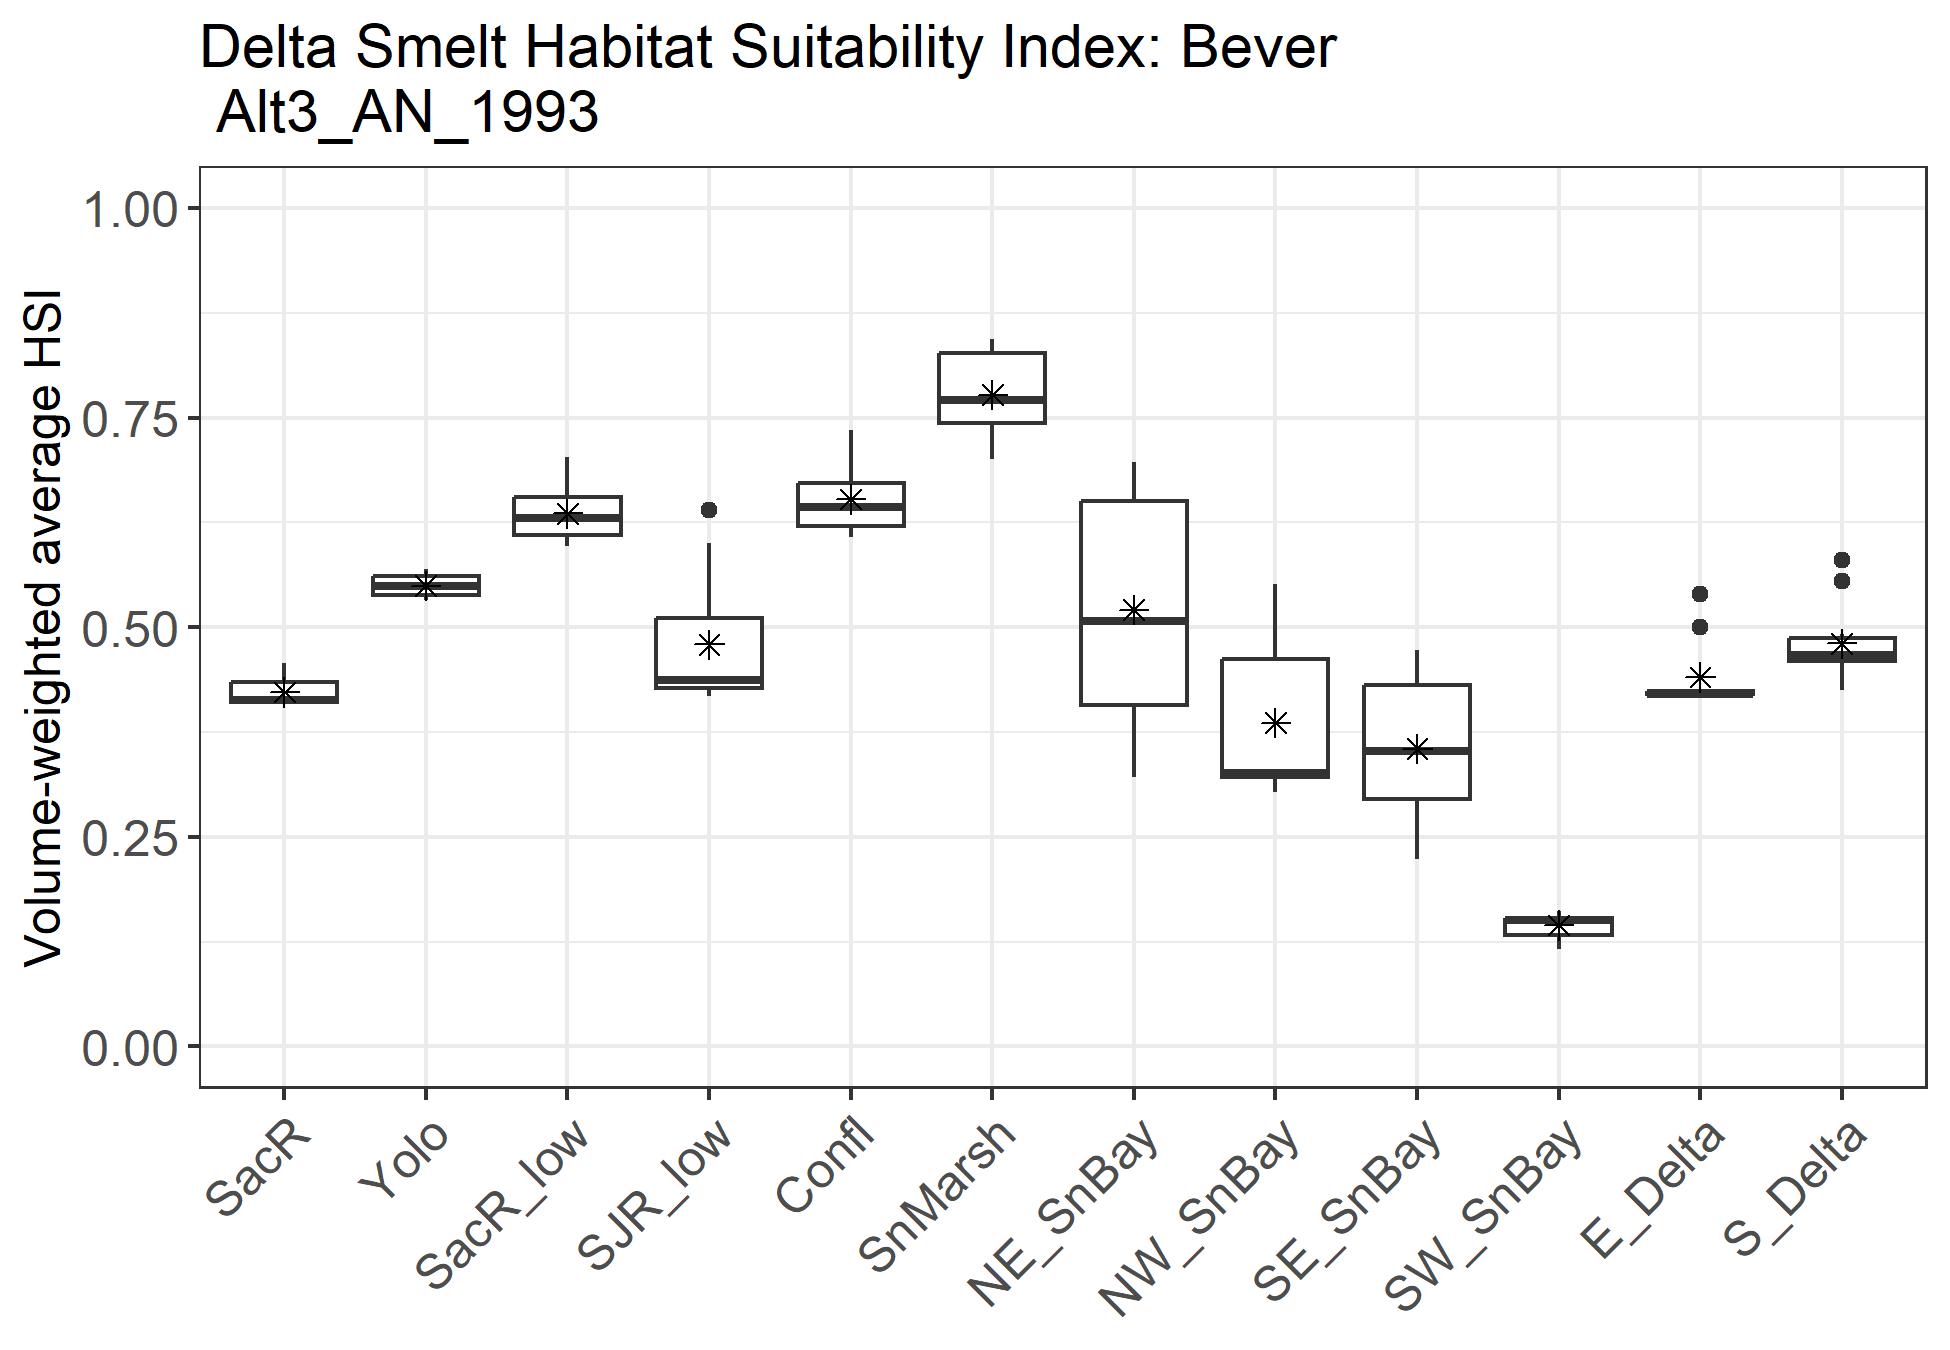 Delta Smelt Habitat Suitability Index: Bever
Alt3_AN_1993
Volume-weighted average HSI
1.00
0.75
0.50
0.25
0.00
SacR
Yolo
SacR_low
SJR_low
Confl
SnMarsh
NE_SnBay
NW_SnBay
SE_SnBay
SW_SnBay
E_Delta
S_Delta